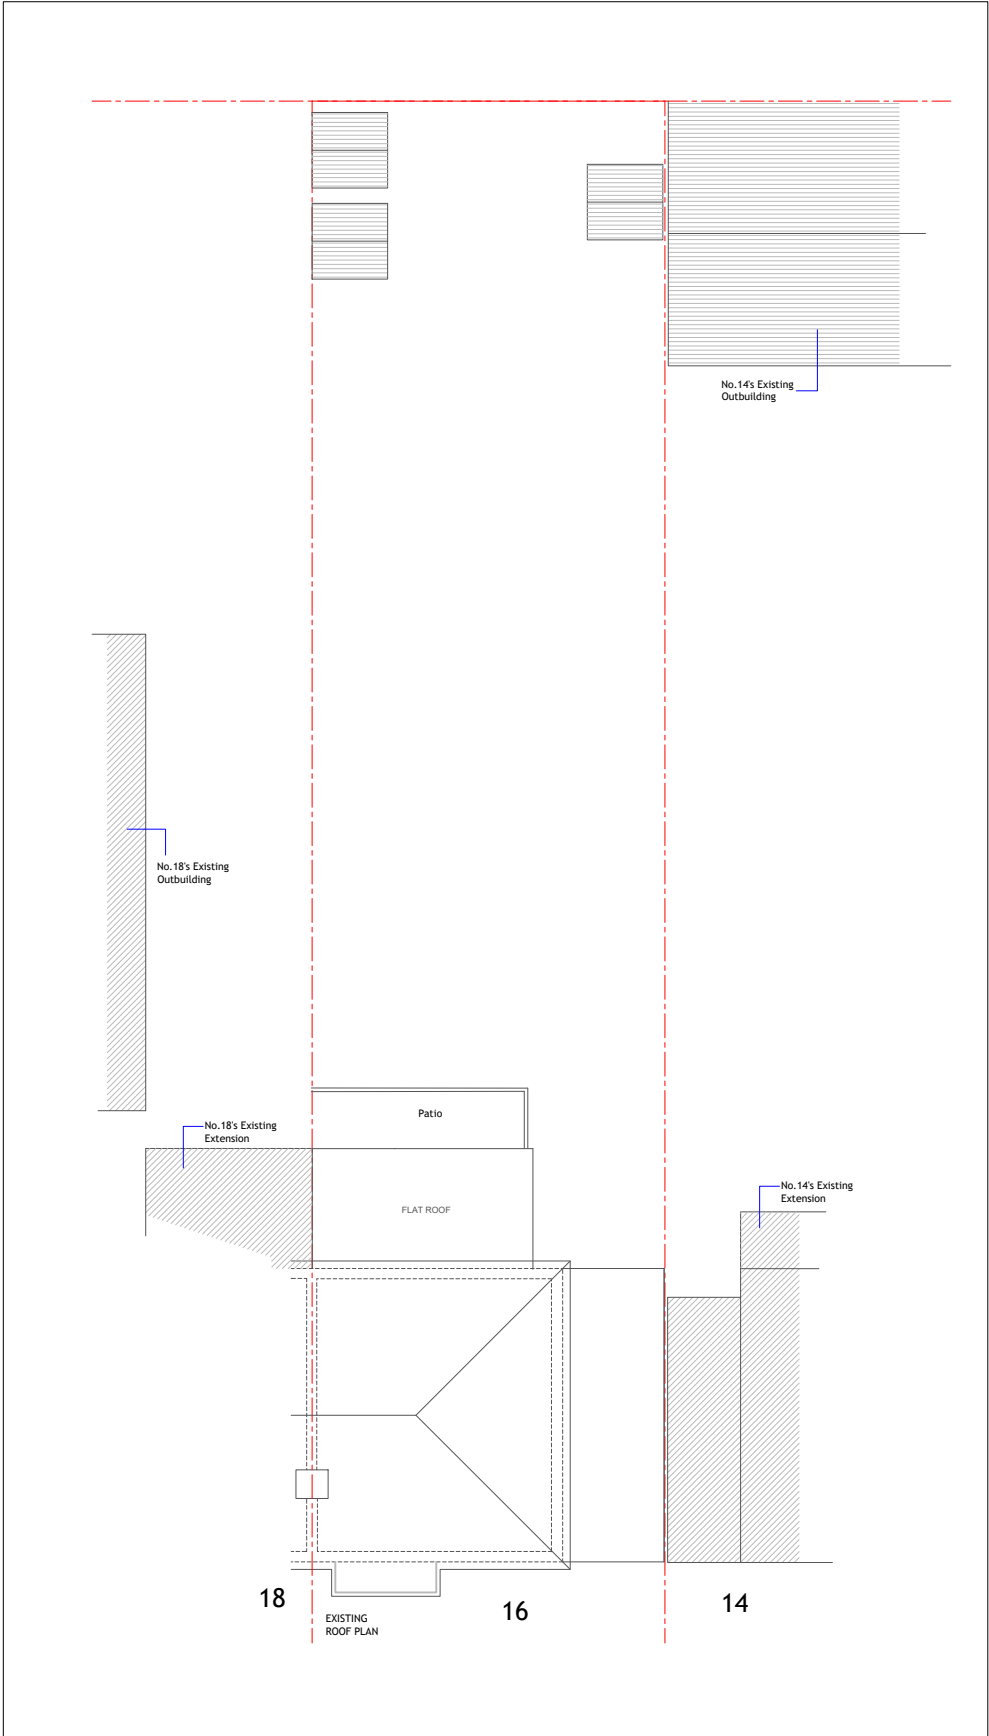 No.14's Existing
Outbuilding
No.18's Existing
Outbuilding
Patio
No.18's Existing
Extension
No.14's Existing
Extension
FLAT ROOF
18
16
14
EXISTING
ROOF PLAN